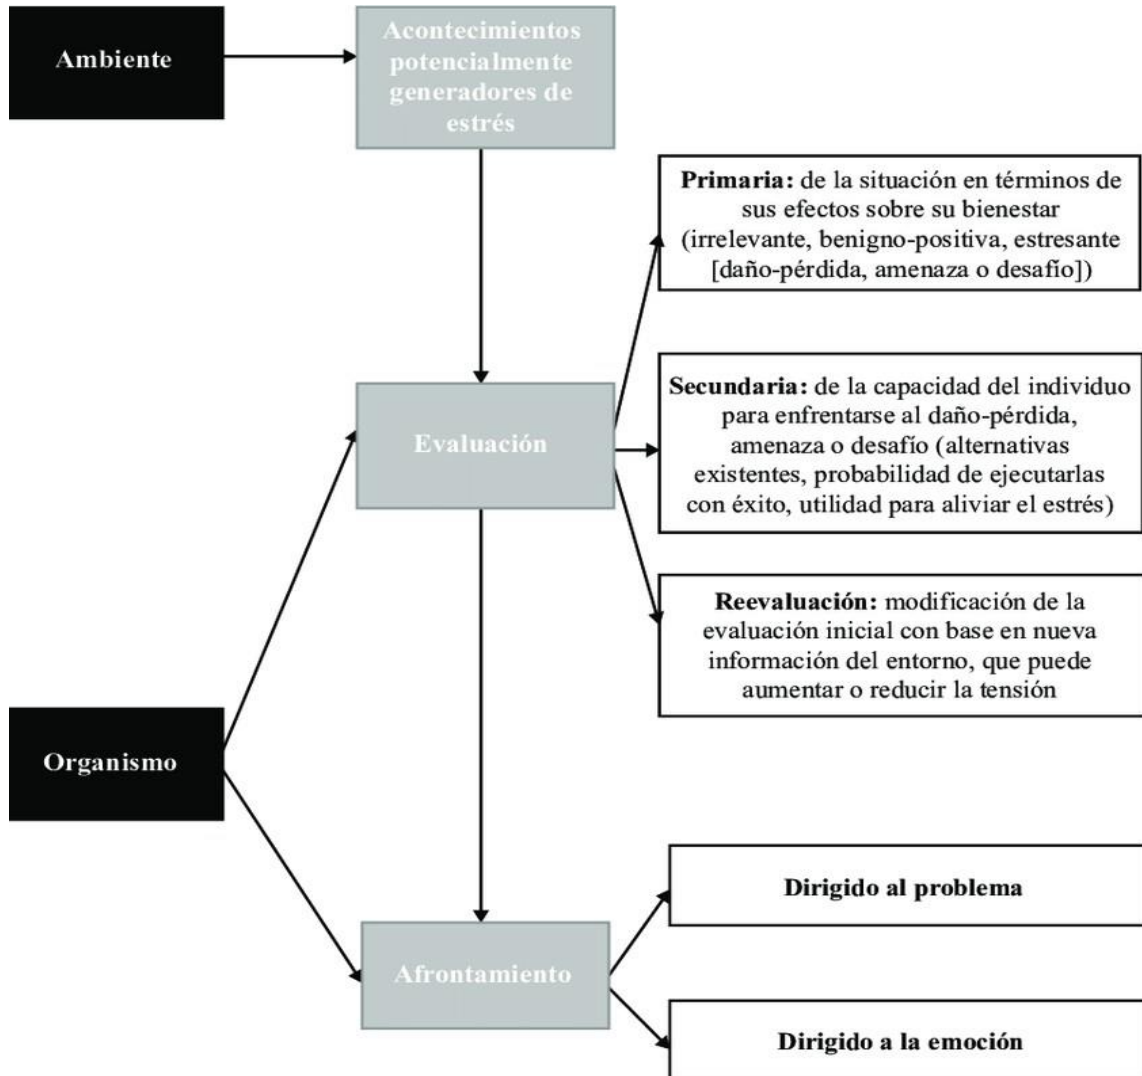 Ambiente
Acontecimientos
potencialmente
generadores de
estrés
Primaria: de la situación en términos de
sus efectos sobre su bienestar
(irrelevante, benigno-positiva, estresante
[daño-pérdida, amenaza o desafío])
Evaluación
Secundaria: de la capacidad del individuo
para enfrentarse al daño-pérdida,
amenaza o desafío (alternativas
existentes, probabilidad de ejecutarlas
con éxito, utilidad para aliviar el estrés)
Reevaluación: modificación de la
evaluación inicial con base en nueva
información del entorno, que puede
aumentar o reducir la tensión
Organismo
Dirigido al problema
Afrontamiento
Dirigido a la emoción